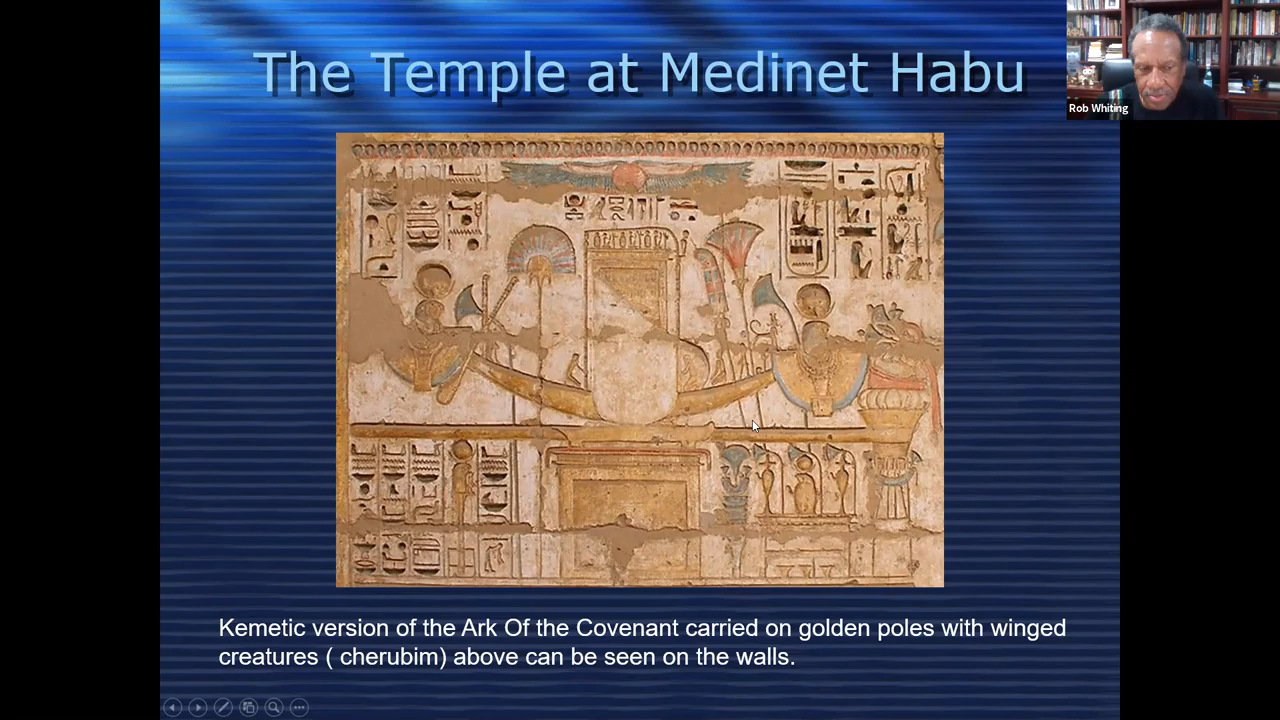 The Temple at Medinet Habu
Rob Whiting
Kemetic version of the Ark Of the Covenant carried on golden poles with winged
creatures ( cherubim) above can be seen on the walls.